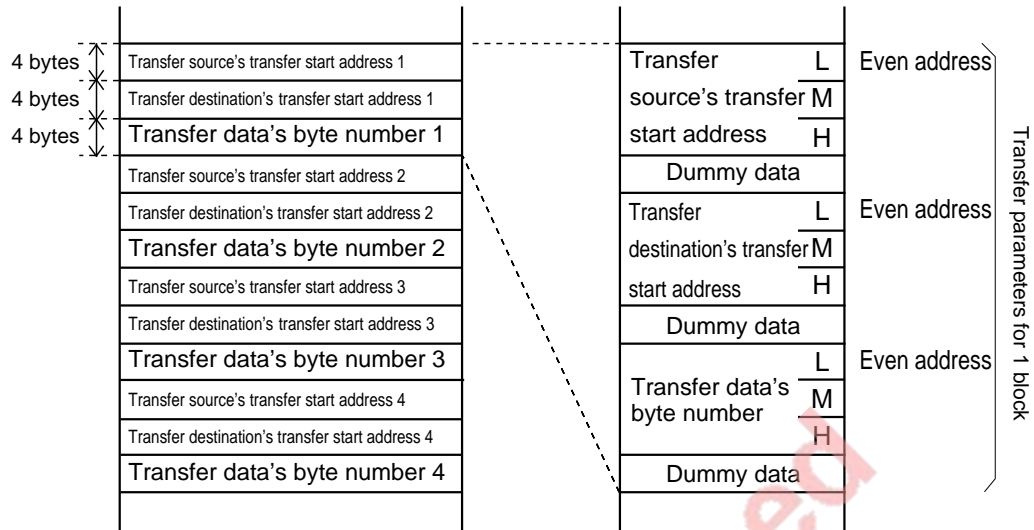 4 bytes
4 bytes
4 bytes
Transfer source's transfer start address 1
Transfer destination's transfer start address 1
Transfer data's byte number 1
Transfer source's transfer start address 2
Transfer destination's transfer start address 2
Transfer data's byte number 2
Transfer source's transfer start address 3
Transfer destination's transfer start address 3
Transfer data's byte number 3
Transfer source's transfer start address 4
Transfer destination's transfer start address 4
Transfer data's byte number 4
Transfer L Even address
source's transfer M
start address H
Dummy data
Transfer L Even address
destination's transfer M
start address H
Dummy data
L Even address
Transfer data's M
byte number
H
Dummy data
Transfer parameters for 1 block